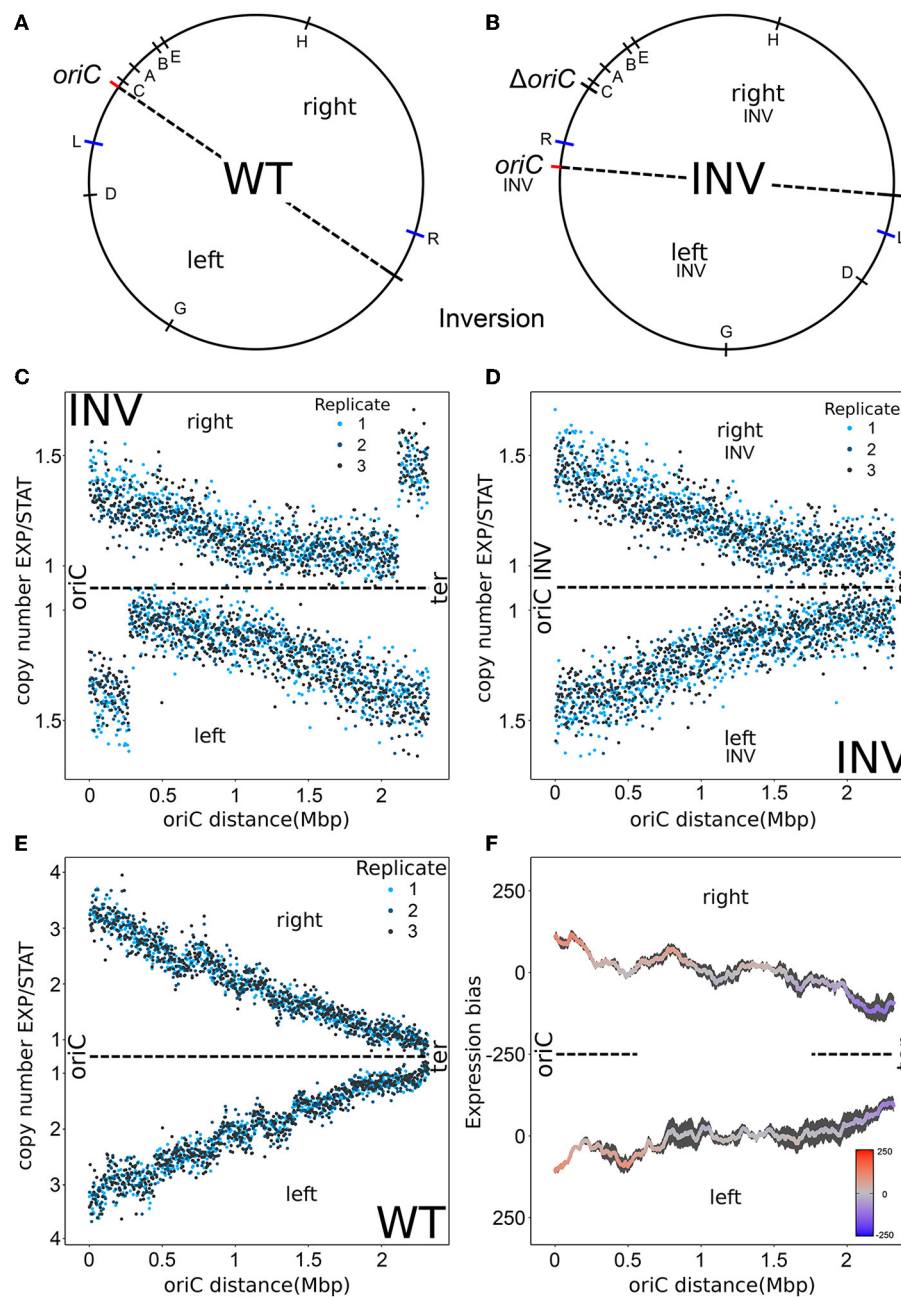 A
H
E
B
A
C
oriC
right
L
WT
D
R
left
G
B
H
E
B
A
C
ΔoriC
right
INV
R
oriC
INV
INV
left
INV
L
D
G
Inversion
C
INV
right
Replicate
1
2
3
1.5
1
1
1.5
copy number EXP/STAT
oriC
ter
left
0
0.5
1
1.5
2
oriC distance(Mbp)
D
right
INV
Replicate
1
2
3
1.5
1
1
1.5
copy number EXP/STAT
oriC INV
ter
left
INV
INV
0
0.5
1
1.5
2
oriC distance(Mbp)
E
Replicate
1
2
3
right
4
3
2
1
1
2
3
4
copy number EXP/STAT
oriC
ter
left
WT
0
0.5
1
1.5
2
oriC distance(Mbp)
F
right
250
0
-250
0
250
Expression bias
oriC
left
250
0
-250
0
0.5
1
1.5
2
oriC distance(Mbp)